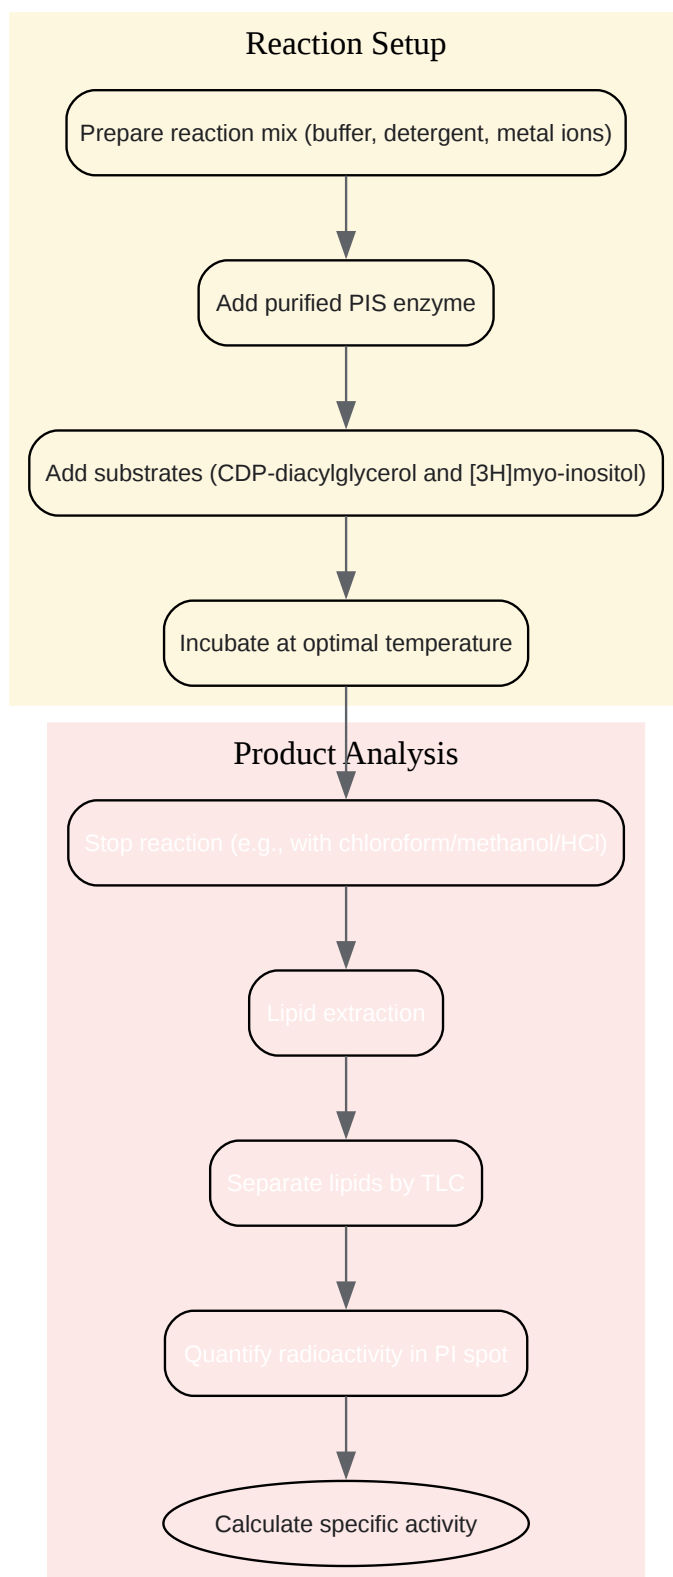 Reaction Setup
Prepare reaction mix (buffer, detergent, metal ions)
Add purified PIS enzyme
Add substrates (CDP-diacylglycerol and [3H]myo-inositol)
Incubate at optimal temperature
Product Analysis
Stop reaction (e.g., with chloroform/methanol/HCl)
Lipid extraction
Separate lipids by TLC
Quantify radioactivity in PI spot
Calculate specific activity